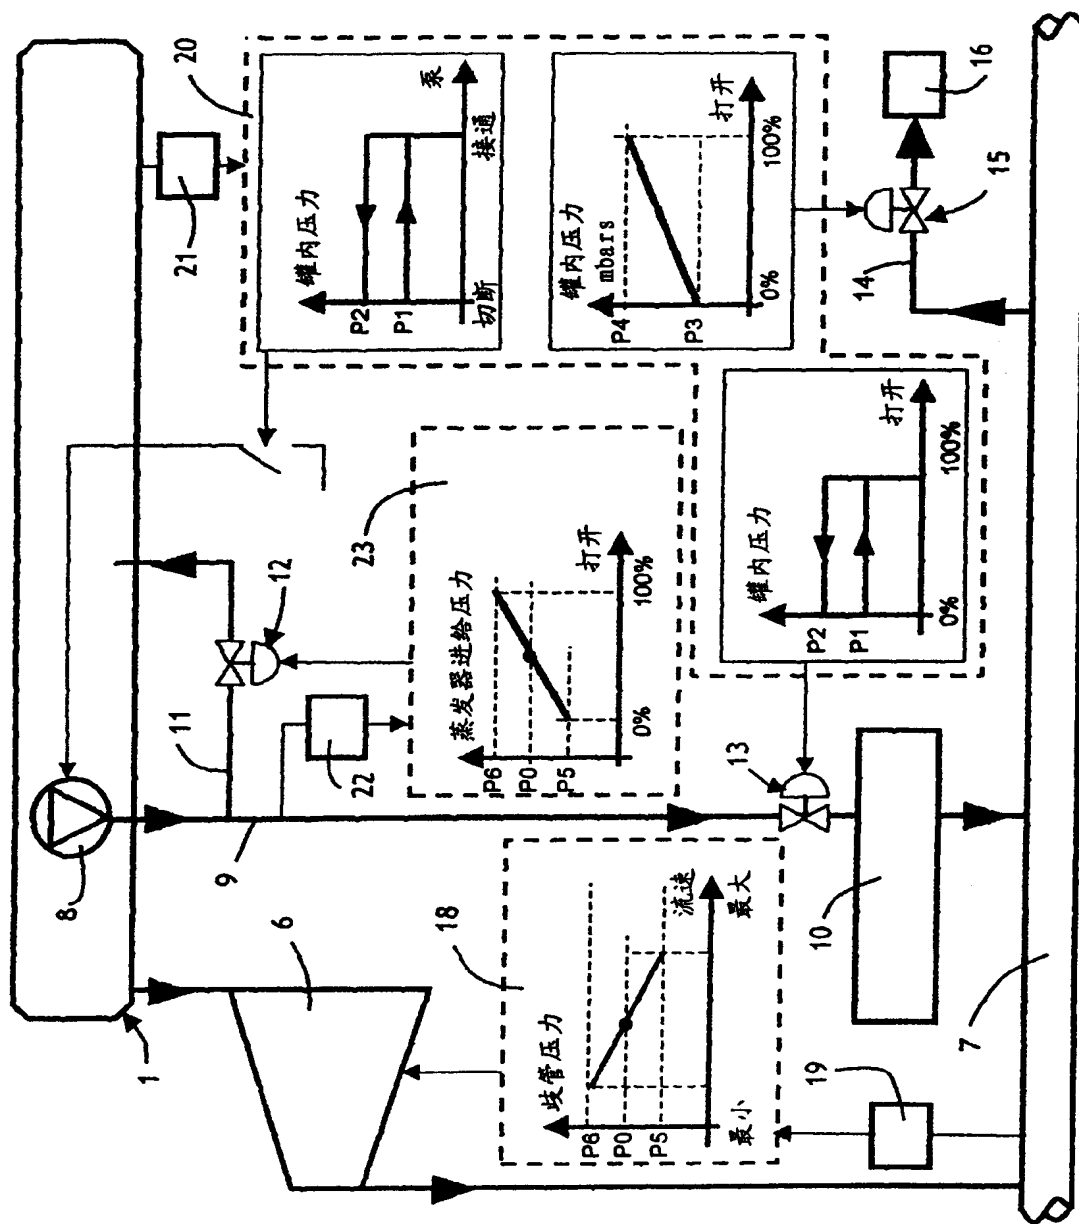 20
21
罐内压力
P2
P1
切断
接通
泵
罐内压力
mbars
P4
P3
0%
100%
打开
16
15
14
8
9
11
12
22
23
蒸发器进给压力
P6
P0
P5
0%
100%
打开
罐内压力
P2
P1
0%
100%
打开
13
10
1
6
18
歧管压力
P6
P0
P5
最小
最大
流速
19
7